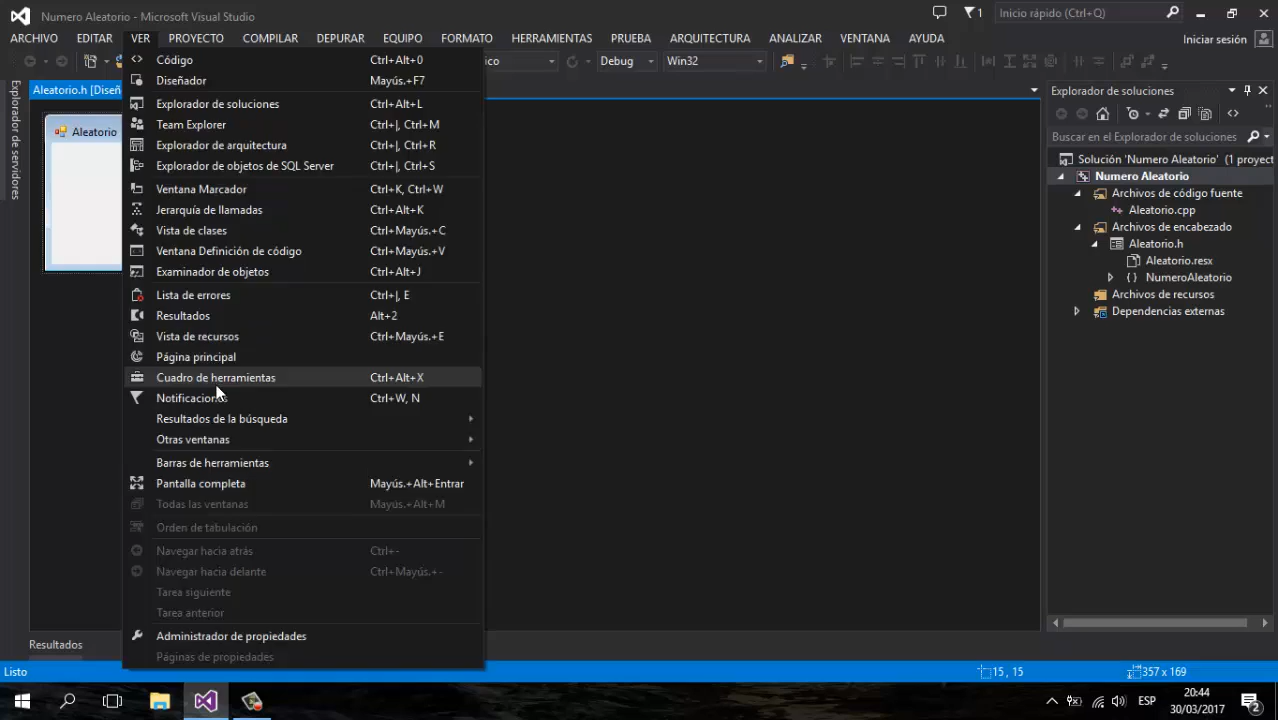 Numero Aleatorio - Microsoft Visual Studio
1
Inicio rápido (Ctrl+Q)
ARCHIVO EDITAR VER PROYECTO COMPILAR DEPURAR EQUIPO FORMATO HERRAMIENTAS PRUEBA ARQUITECTURA ANALIZAR VENTANA AYUDA
Iniciar sesión
Debug
Win32
Explorador de servidores
Aleatorio.h [Diseñ
Aleatorio
Código Ctrl+Alt+0
Diseñador Mayús.+F7
Explorador de soluciones Ctrl+Alt+L
Team Explorer Ctrl+|, Ctrl+M
Explorador de arquitectura Ctrl+|, Ctrl+R
Explorador de objetos de SQL Server Ctrl+|, Ctrl+S
Ventana Marcador Ctrl+K, Ctrl+W
Jerarquía de llamadas Ctrl+Alt+K
Vista de clases Ctrl+Mayús.+C
Ventana Definición de código Ctrl+Mayús.+V
Examinador de objetos Ctrl+Alt+J
Lista de errores Ctrl+|, E
Resultados Alt+2
Vista de recursos Ctrl+Mayús.+E
Página principal
Cuadro de herramientas Ctrl+Alt+X
Notificaciones Ctrl+W, N
Resultados de la búsqueda
Otras ventanas
Barras de herramientas
Pantalla completa Mayús.+Alt+Entrar
Todas las ventanas Mayús.+Alt+M
Orden de tabulación
Navegar hacia atrás Ctrl+-
Navegar hacia delante Ctrl+Mayús.+-
Tarea siguiente
Tarea anterior
Administrador de propiedades
Páginas de propiedades
Explorador de soluciones
Buscar en el Explorador de soluciones
Solución 'Numero Aleatorio' (1 proyect
Numero Aleatorio
Archivos de código fuente
Aleatorio.cpp
Archivos de encabezado
Aleatorio.h
Aleatorio.resx
NumeroAleatorio
Archivos de recursos
Dependencias externas
Resultados
Listo
15 , 15
357 x 169
ESP
20:44
30/03/2017
2